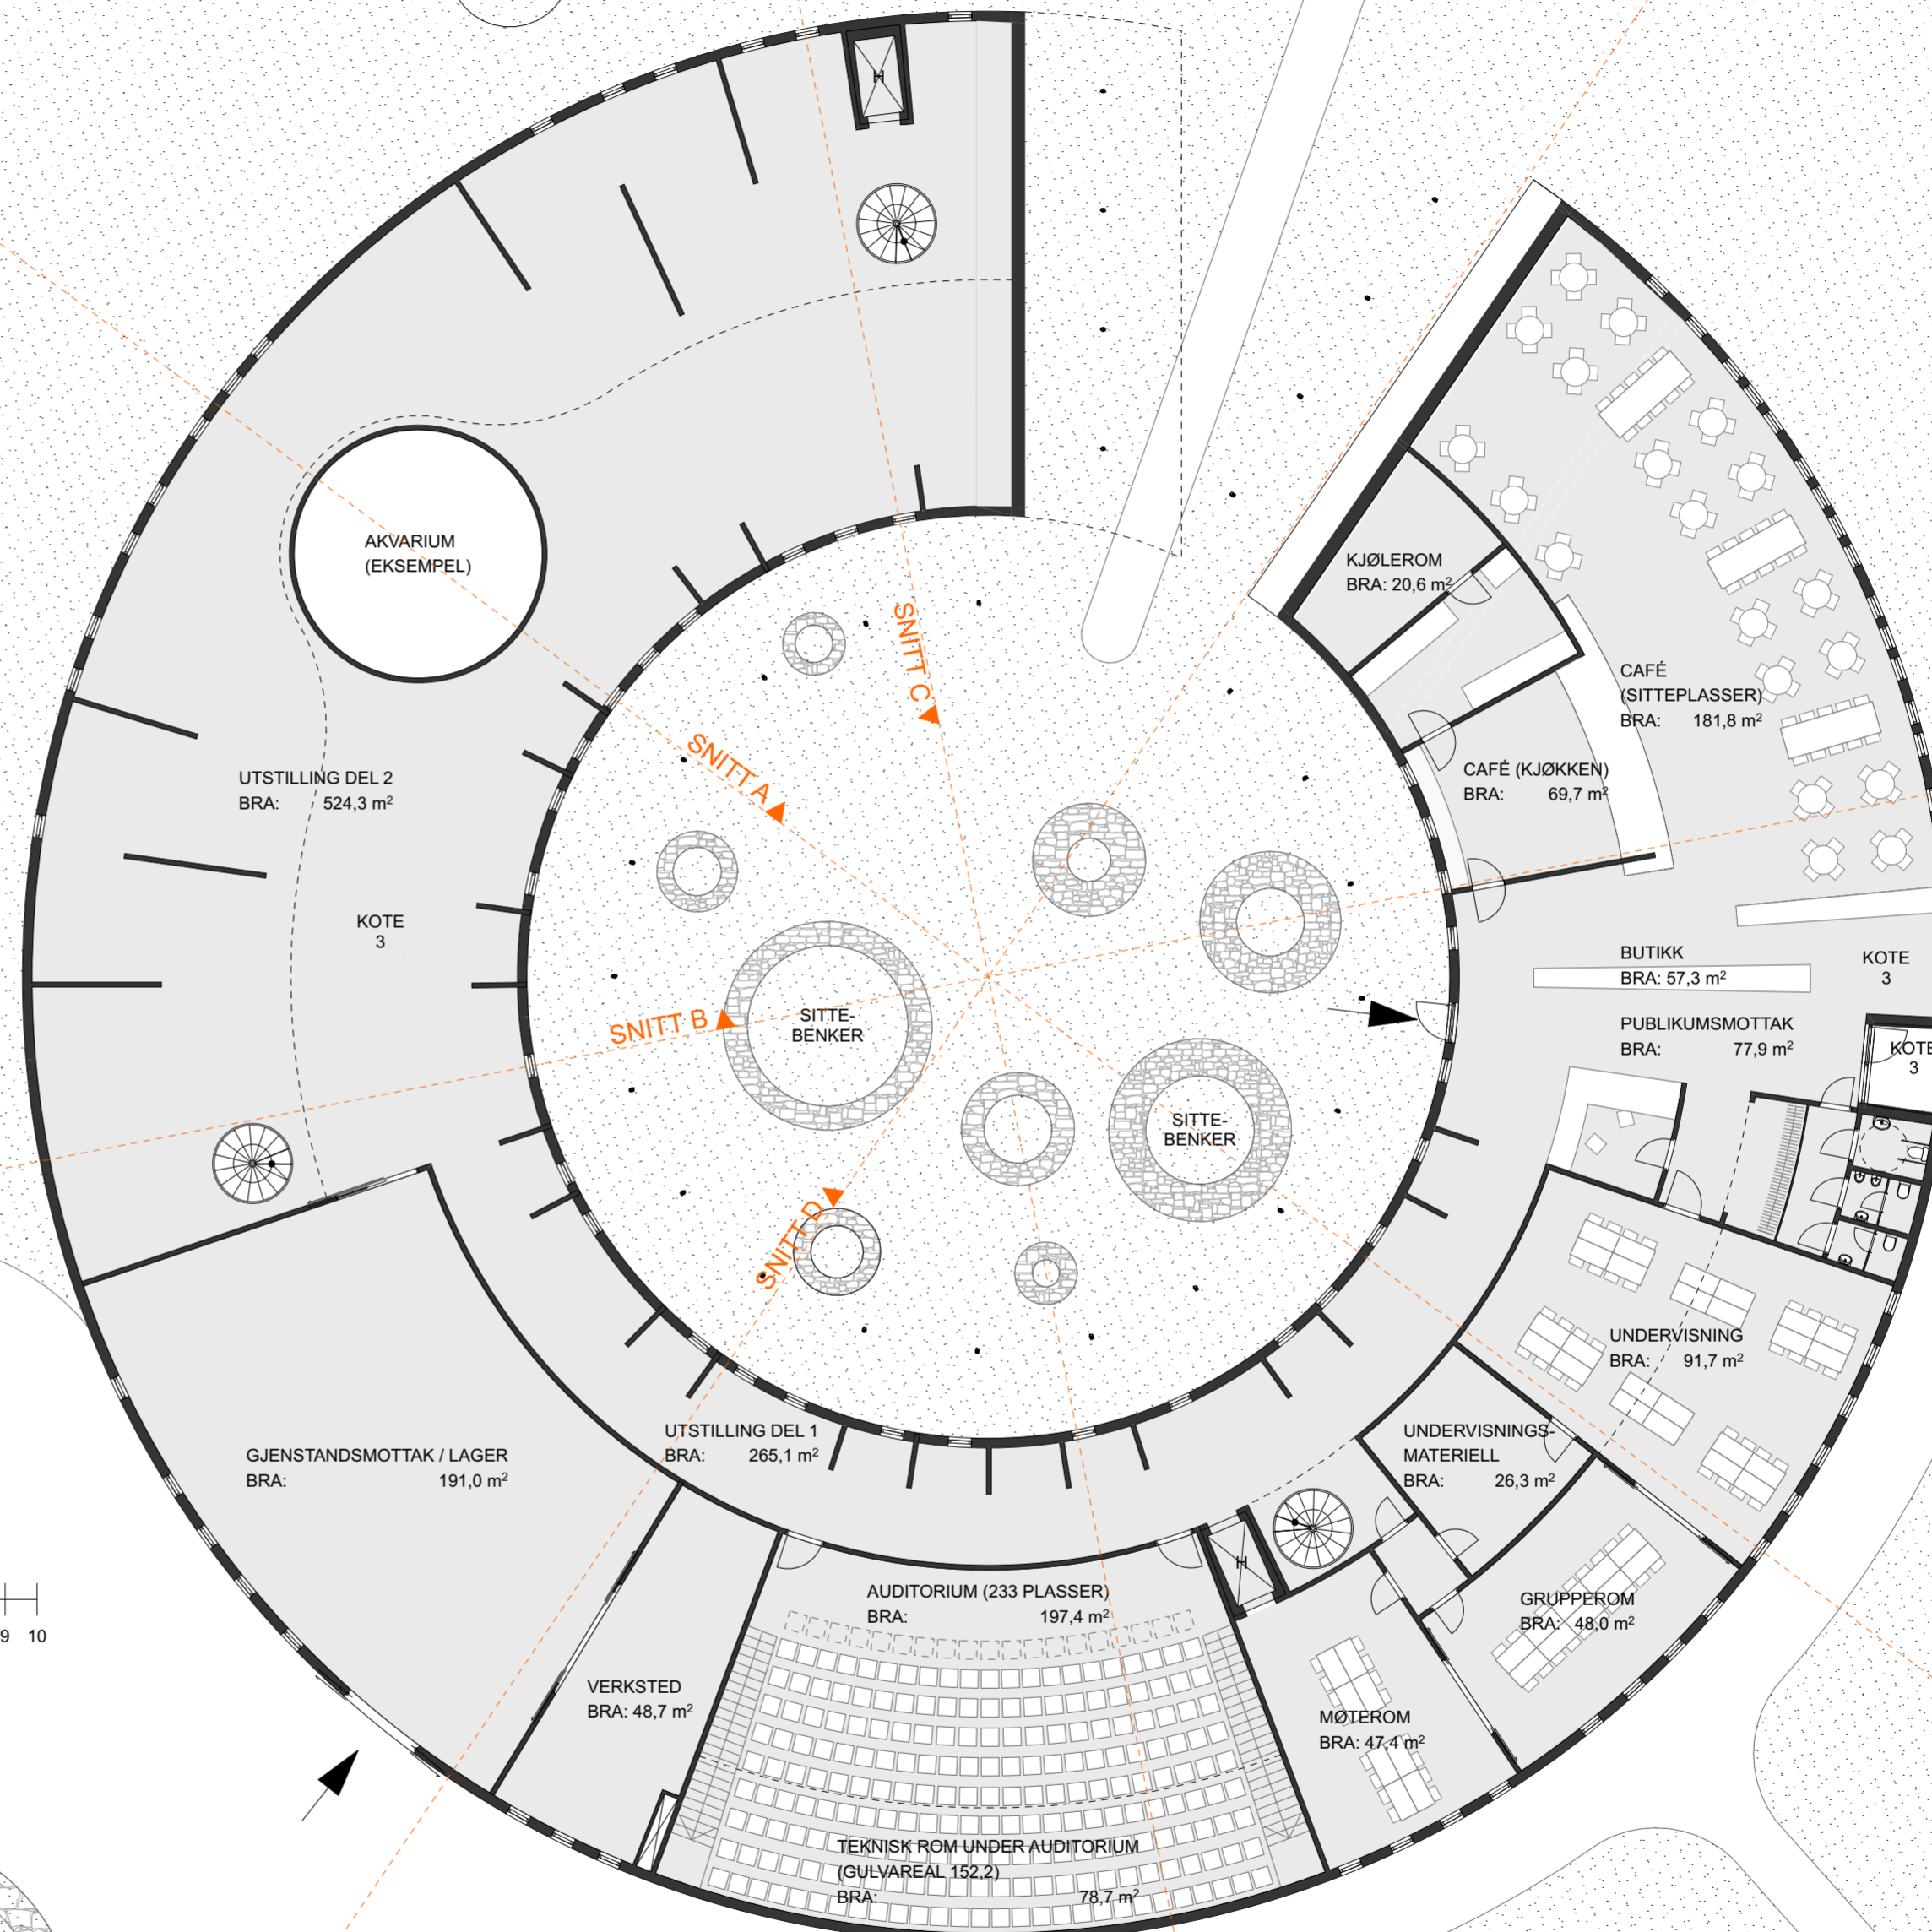 H
AKVARIUM
(EKSEMPEL)
KJØLEROM
BRA: 20,6 m²
SNITT C
CAFÉ
(SITTEPLASSER)
BRA: 181,8 m²
SNITT A
CAFÉ (KJØKKEN)
BRA: 69,7 m²
UTSTILLING DEL 2
BRA: 524,3 m²
KOTE
3
BUTIKK
BRA: 57,3 m²
KOTE
3
SNITT B
SITTE-
BENKER
PUBLIKUMSMOTTAK
BRA: 77,9 m²
KOTE
3
SITTE-
BENKER
SNITT D
UNDERVISNING
BRA: 91,7 m²
UTSTILLING DEL 1
BRA: 265,1 m²
UNDERVISNINGS-
MATERIELL
BRA: 26,3 m²
GJENSTANDSMOTTAK / LAGER
BRA: 191,0 m²
H
AUDITORIUM (233 PLASSER)
BRA: 197,4 m²
GRUPPEROM
BRA: 48,0 m²
9 10
VERKSTED
BRA: 48,7 m²
MØTEROM
BRA: 47,4 m²
TEKNISK ROM UNDER AUDITORIUM
(GULVAREAL 152,2)
BRA: 78,7 m²